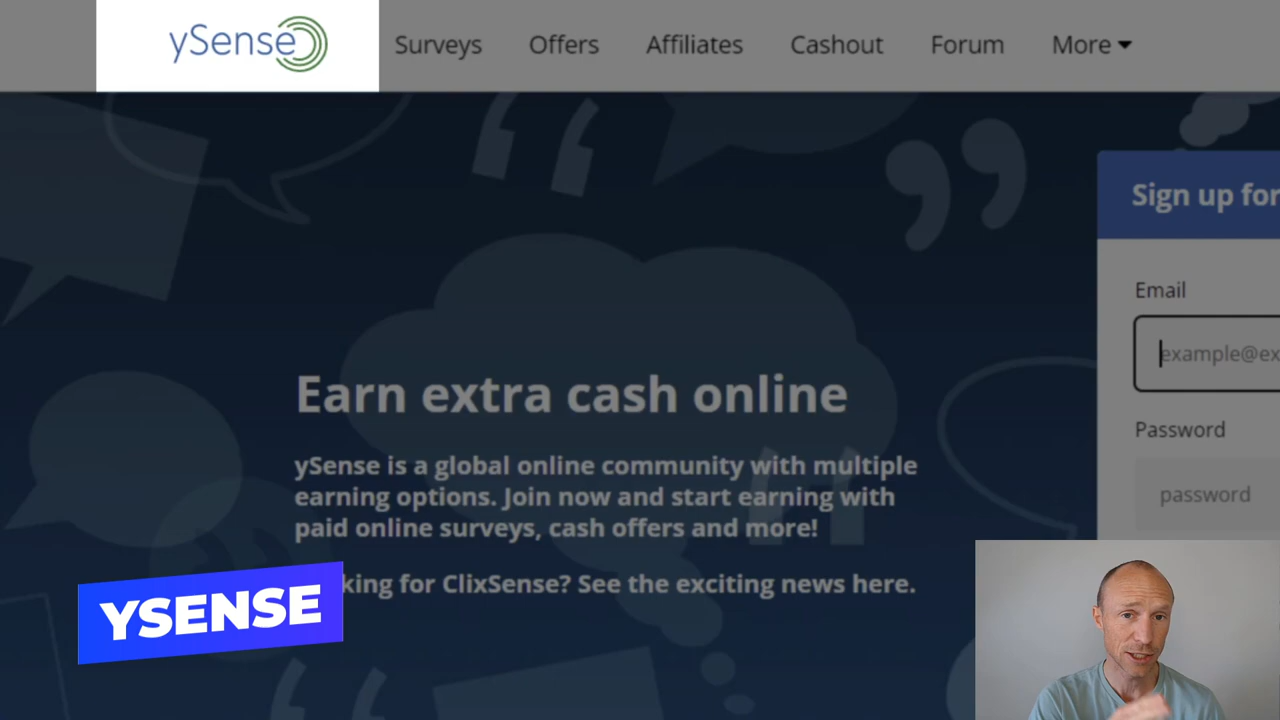 ySense
Surveys
Offers
Affiliates
Cashout
Forum
More
Sign up for
Email
example@ex
Password
password
Earn extra cash online
ySense is a global online community with multiple
earning options. Join now and start earning with
paid online surveys, cash offers and more!
king for ClixSense? See the exciting news here.
YSENSE